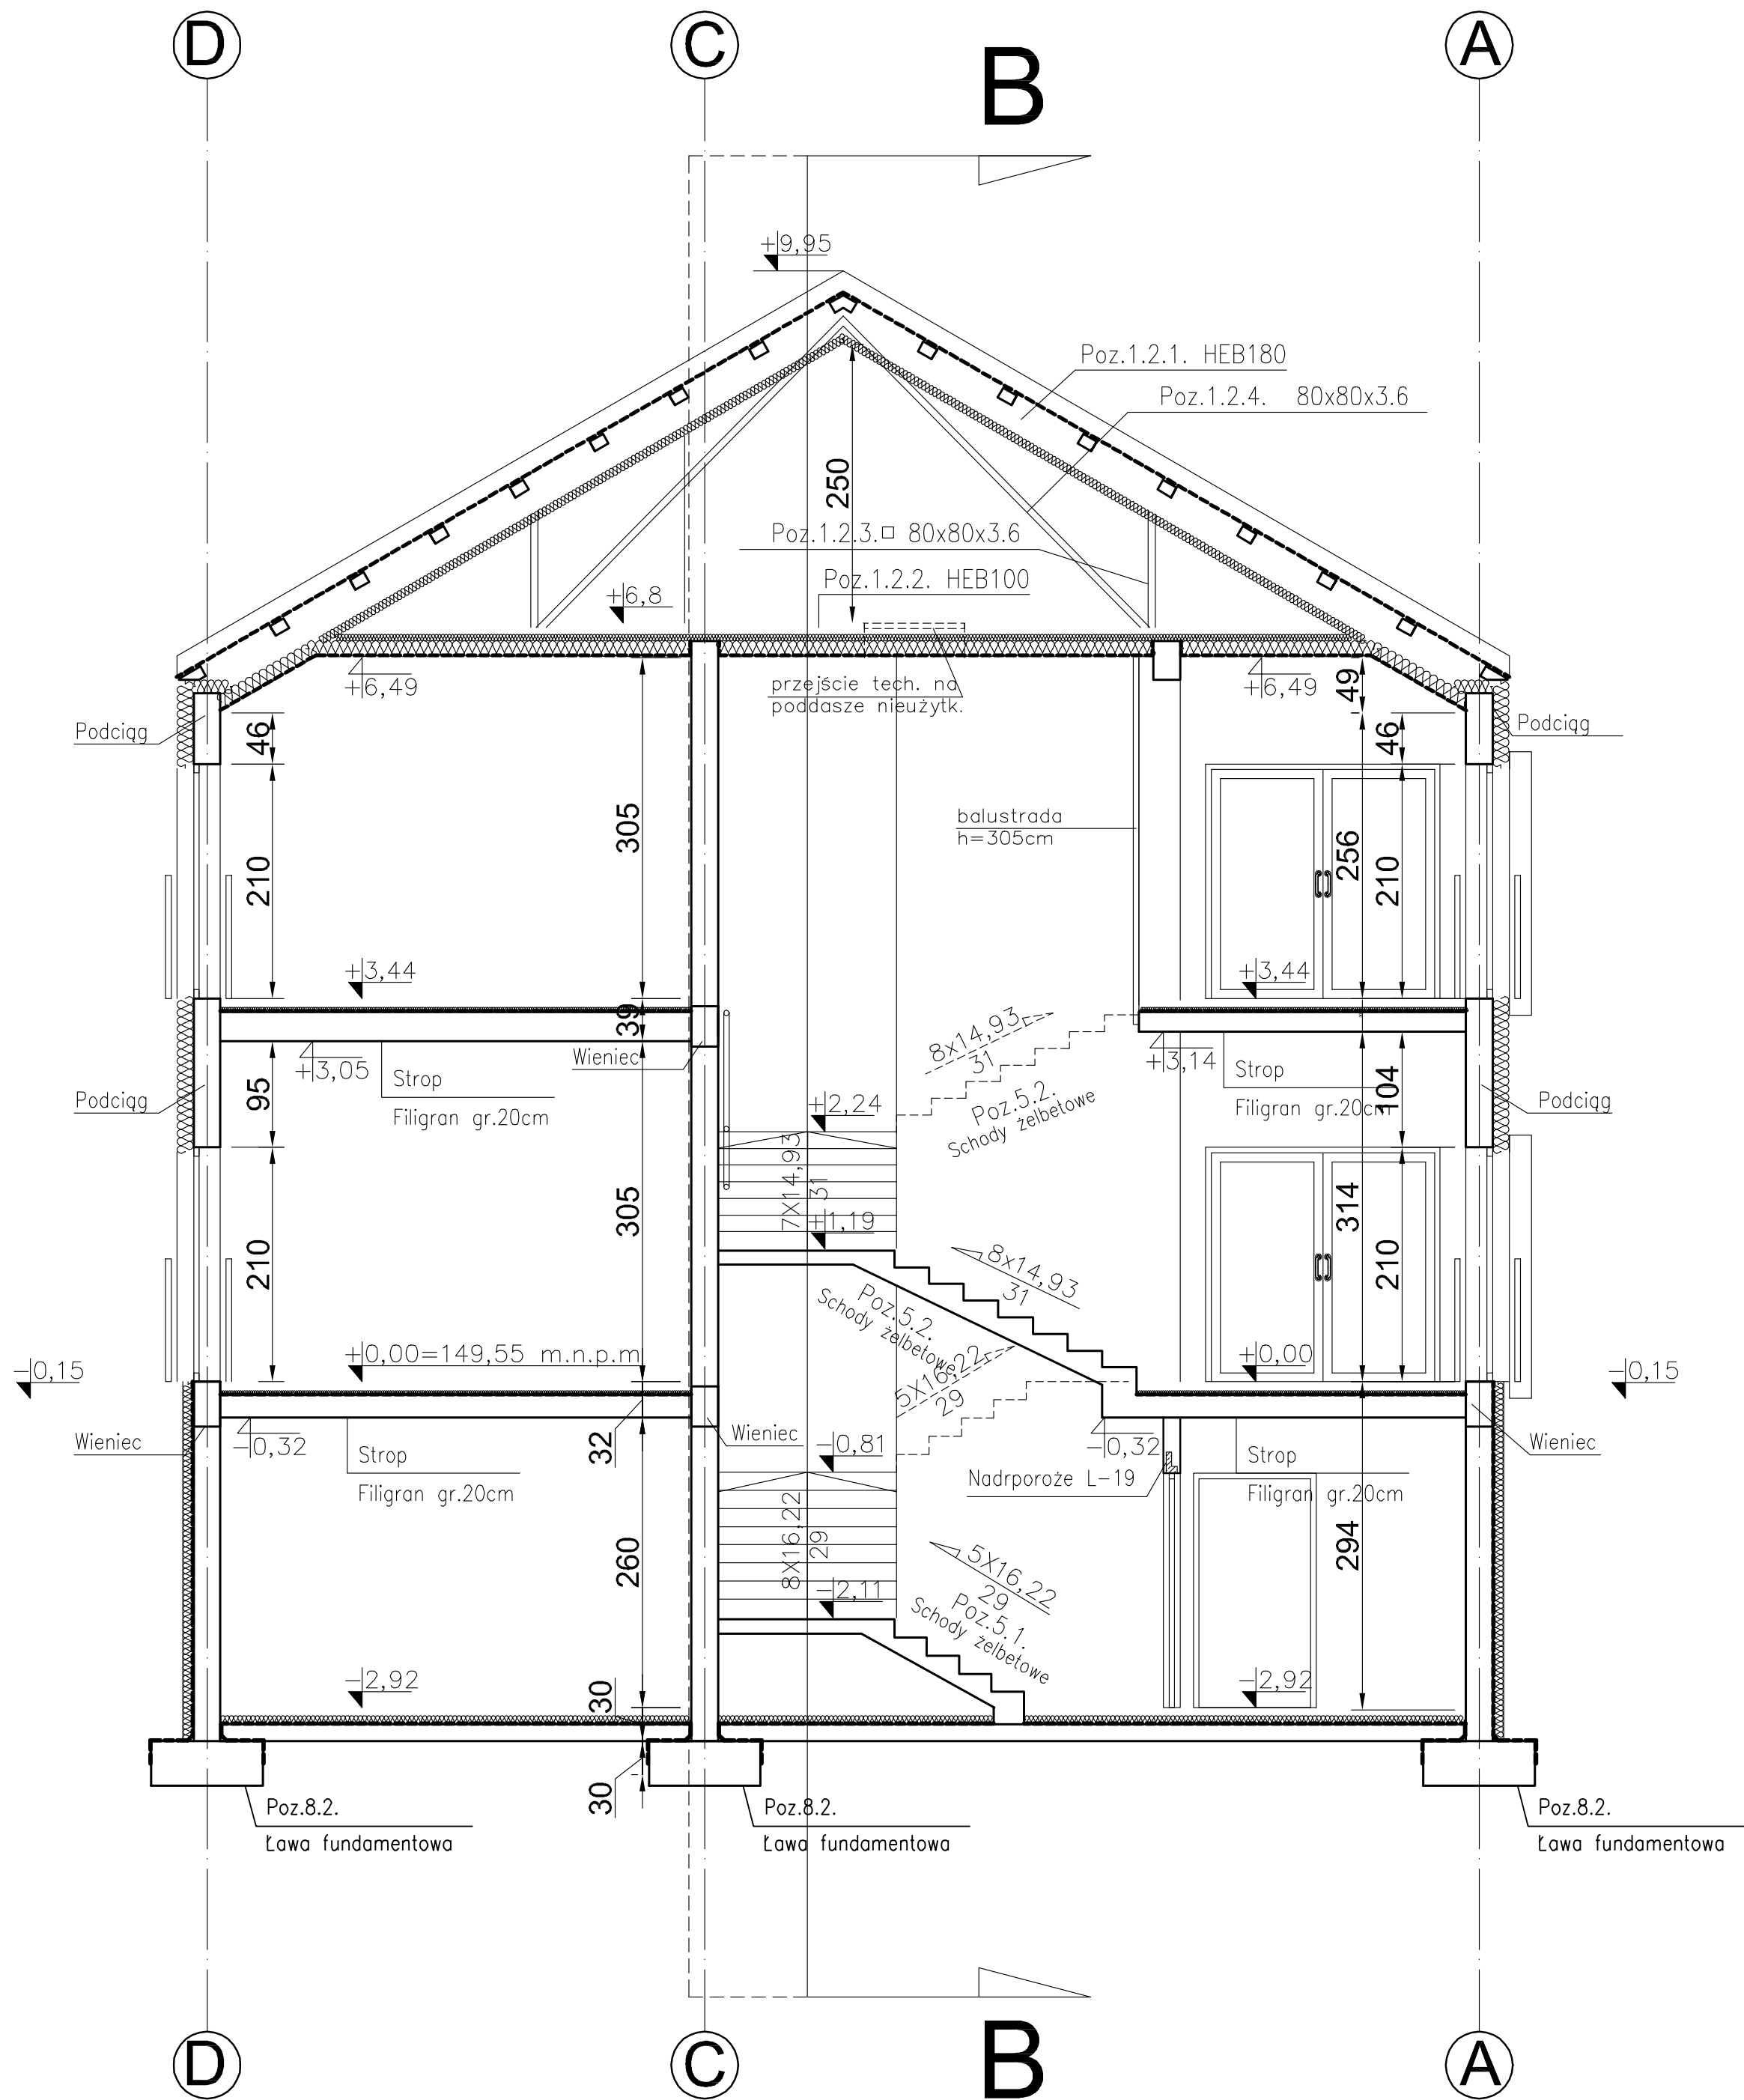 D
C
A
B
+9,95
Poz.1.2.1. HEB180
Poz.1.2.4. 80x80x3.6
250
Poz.1.2.3.□ 80x80x3.6
Poz.1.2.2. HEB100
+6,8
+6,49
+6,49
49
przejście tech. na
poddasze nieużytk.
Podciąg
46
46
Podciąg
305
balustrada
h=305cm
256
210
210
+3,44
+3,44
39
8x14,93
31
Wieniec
+3,05
+3,14
Strop
Filigran gr.20cm
Strop
Filigran gr.20cm
95
104
Podciąg
Podciąg
+2,24
Poz.5.2.
Schody żelbetowe
7X14,93
31
305
314
+1,19
210
210
8x14,93
31
Poz.5.2.
Schody żelbetowe
-0,15
+0,00=149,55 m.n.p.m
5X16,22
29
+0,00
-0,15
Wieniec
-0,32
32
Wieniec
-0,81
-0,32
Wieniec
Strop
Filigran gr.20cm
Nadrporoże L-19
Strop
Filigran gr.20cm
8X16,22
29
260
294
5X16,22
29
Poz.5.1.
Schody żelbetowe
-2,11
-2,92
30
-2,92
30
Poz.8.2.
Ława fundamentowa
Poz.8.2.
Ława fundamentowa
Poz.8.2.
Ława fundamentowa
D
C
B
A